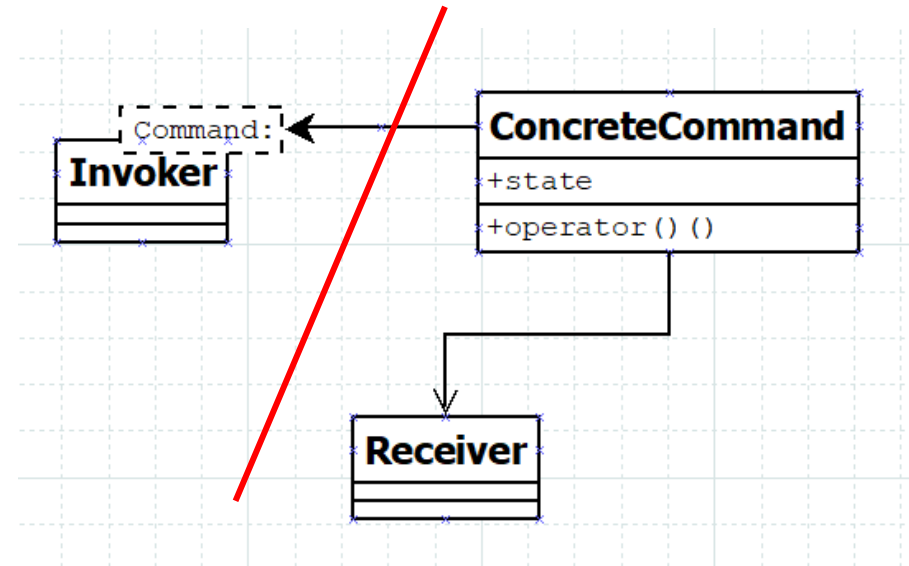 Command:
Invoker
ConcreteCommand
+state
+operator()()
Receiver